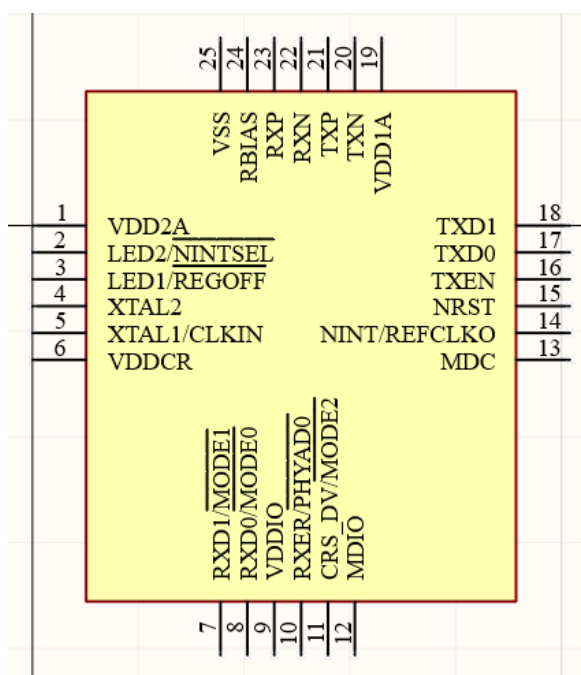 25 24 23 22 21 20 19
VSS RBIAS RXP RXN TXP TXN VDD1A
1 VDD2A TXD1 18
2 LED2/NINTSEL TXD0 17
3 LED1/REGOFF TXEN 16
4 XTAL2 NRST 15
5 XTAL1/CLKIN NINT/REFCLKO 14
6 VDDCR MDC 13
RXD1/MODE1 RXD0/MODE0 VDDIO RXER/PHYAD0 CRS_DV/MODE2 MDIO
7 8 9 10 11 12